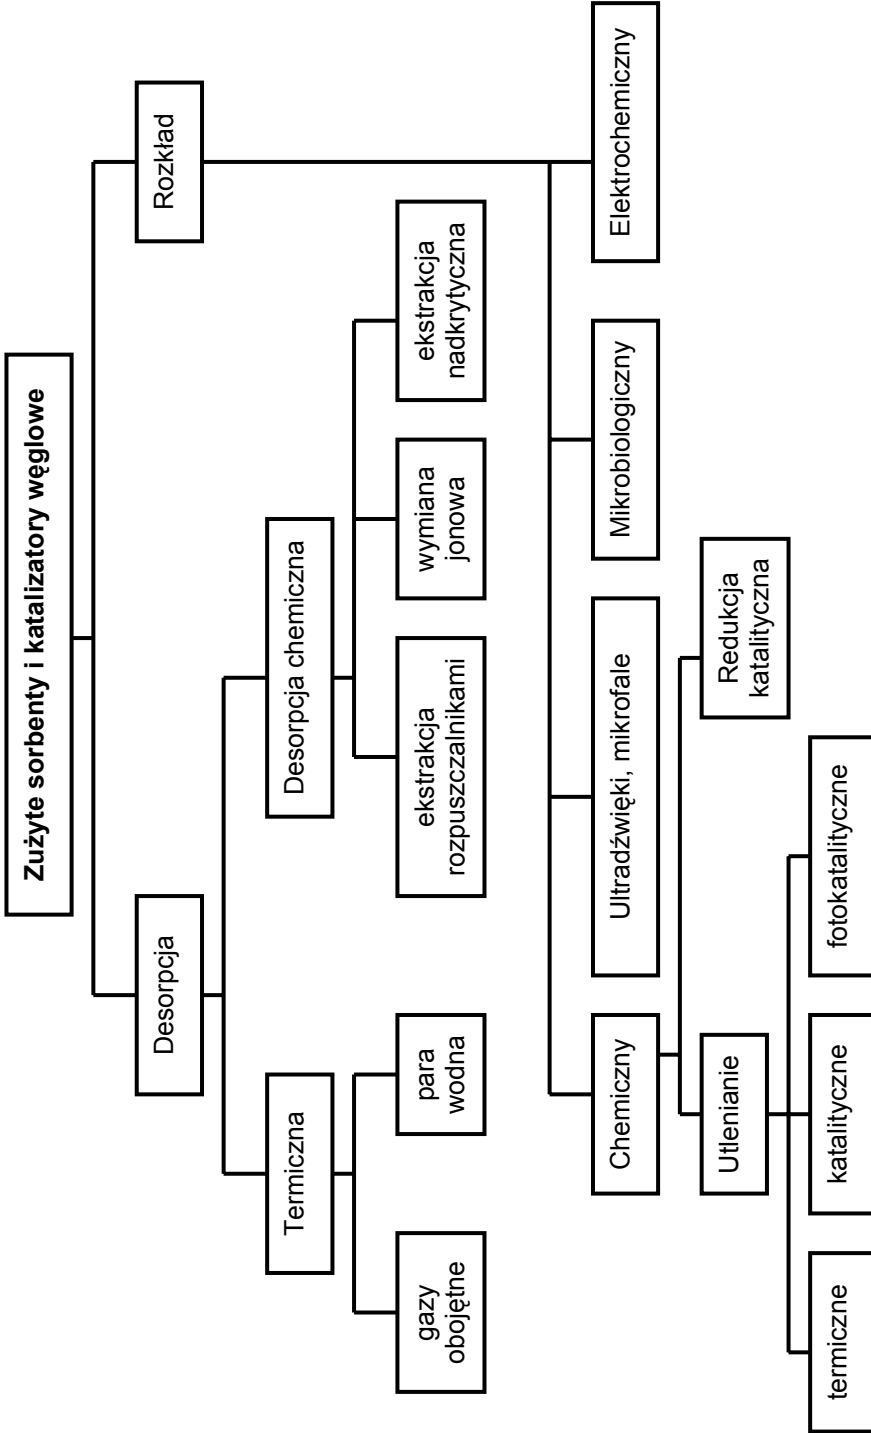 Zużyte sorbenty i katalizatory węglowe
Desorpcja
Rozkład
Termiczna
Desorpcja chemiczna
gazy
obojętne
para
wodna
ekstrakcja
rozpuszczalnikami
wymiana
jonowa
ekstrakcja
nadkrytyczna
Chemiczny
Ultradźwięki, mikrofale
Mikrobiologiczny
Elektrochemiczny
Utlenianie
Redukcja
katalityczna
termiczne
katalityczne
fotokatalityczne